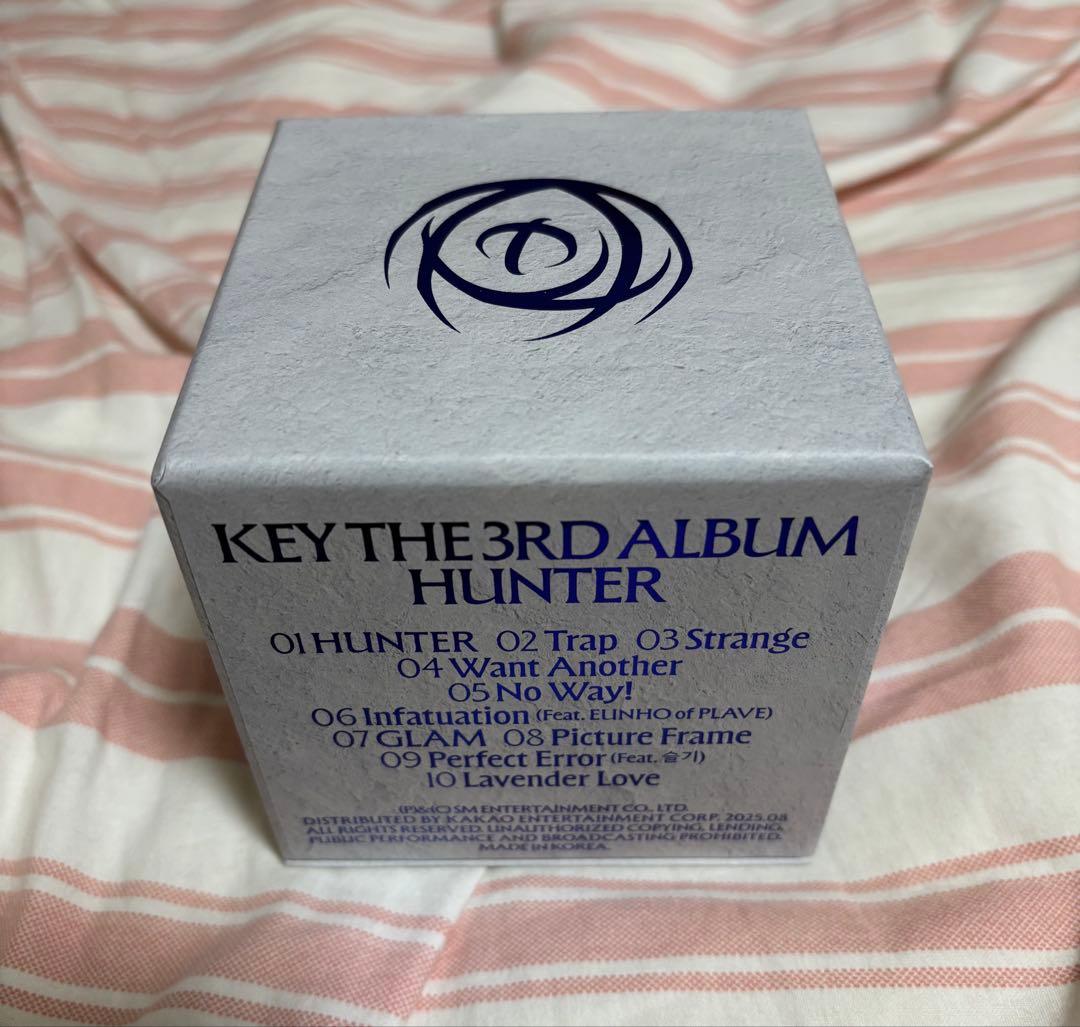 KEY THE 3RD ALBUM
HUNTER
01 HUNTER 02 Trap 03 Strange
04 Want Another
05 No Way!
06 Infatuation (Feat. EUNHO of PLAVE)
07 GLAM 08 Picture Frame
09 Perfect Error (Feat. 슬기)
10 Lavender Love
(P)&(C) SM ENTERTAINMENT CO., LTD.
DISTRIBUTED BY KAKAO ENTERTAINMENT CORP. 2025.08
ALL RIGHTS RESERVED. UNAUTHORIZED COPYING, LENDING,
PUBLIC PERFORMANCE AND BROADCASTING PROHIBITED.
MADE IN KOREA.